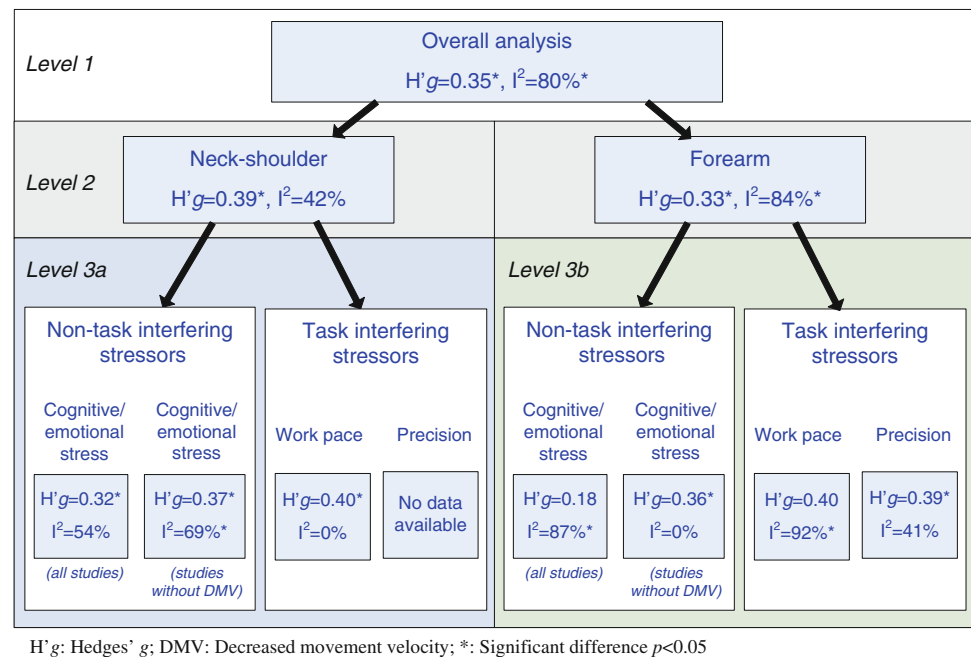 Level 1
Overall analysis
H'g=0.35*, I²=80%*
Level 2
Neck-shoulder
H'g=0.39*, I²=42%
Forearm
H'g=0.33*, I²=84%*
Level 3a
Non-task interfering
stressors
Cognitive/
emotional
stress
H'g=0.32*
I²=54%
(all studies)
Cognitive/
emotional
stress
H'g=0.37*
I²=69%*
(studies
without DMV)
Task interfering
stressors
Work pace
H'g=0.40*
I²=0%
Precision
No data
available
Level 3b
Non-task interfering
stressors
Cognitive/
emotional
stress
H'g=0.18
I²=87%*
(all studies)
Cognitive/
emotional
stress
H'g=0.36*
I²=0%
(studies
without DMV)
Task interfering
stressors
Work pace
H'g=0.40
I²=92%*
Precision
H'g=0.39*
I²=41%
H'g: Hedges' g; DMV: Decreased movement velocity; *: Significant difference p<0.05